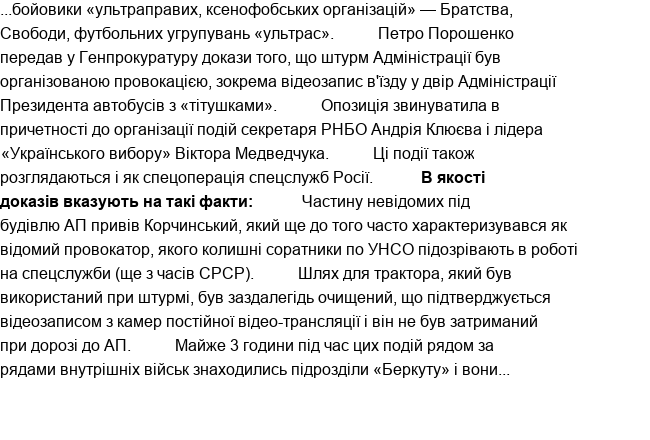 ...бойовики «ультраправих, ксенофобських організацій» — Братства,
Свободи, футбольних угрупувань «ультрас». Петро Порошенко
передав у Генпрокуратуру докази того, що штурм Адміністрації був
організованою провокацією, зокрема відеозапис в'їзду у двір Адміністрації
Президента автобусів з «тітушками». Опозиція звинуватила в
причетності до організації подій секретаря РНБО Андрія Клюєва і лідера
«Українського вибору» Віктора Медведчука. Ці події також
розглядаються і як спецоперація спецслужб Росії. В якості
доказів вказують на такі факти: Частину невідомих під
будівлю АП привів Корчинський, який ще до того часто характеризувався як
відомий провокатор, якого колишні соратники по УНСО підозрівають в роботі
на спецслужби (ще з часів СРСР). Шлях для трактора, який був
використаний при штурмі, був заздалегідь очищений, що підтверджується
відеозаписом з камер постійної відео-трансляції і він не був затриманий
при дорозі до АП. Майже 3 години під час цих подій рядом за
рядами внутрішніх військ знаходились підрозділи «Беркуту» і вони...